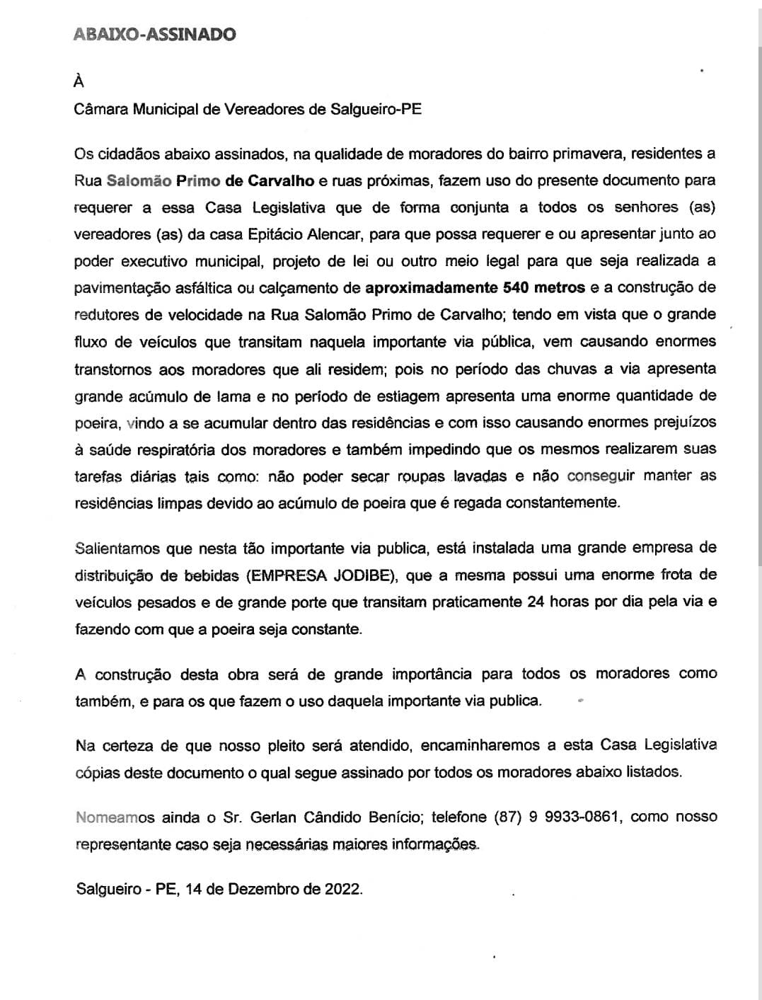 ABAIXO-ASSINADO
À
Câmara Municipal de Vereadores de Salgueiro-PE
Os cidadãos abaixo assinados, na qualidade de moradores do bairro primavera, residentes a
Rua Salomão Primo de Carvalho e ruas próximas, fazem uso do presente documento para
requerer a essa Casa Legislativa que de forma conjunta a todos os senhores (as)
vereadores (as) da casa Epitácio Alencar, para que possa requerer e ou apresentar junto ao
poder executivo municipal, projeto de lei ou outro meio legal para que seja realizada a
pavimentação asfáltica ou calçamento de aproximadamente 540 metros e a construção de
redutores de velocidade na Rua Salomão Primo de Carvalho; tendo em vista que o grande
fluxo de veículos que transitam naquela importante via pública, vem causando enormes
transtornos aos moradores que ali residem; pois no período das chuvas a via apresenta
grande acúmulo de lama e no período de estiagem apresenta uma enorme quantidade de
poeira, vindo a se acumular dentro das residências e com isso causando enormes prejuízos
à saúde respiratória dos moradores e também impedindo que os mesmos realizarem suas
tarefas diárias tais como: não poder secar roupas lavadas e não conseguir manter as
residências limpas devido ao acúmulo de poeira que é regada constantemente.
Salientamos que nesta tão importante via publica, está instalada uma grande empresa de
distribuição de bebidas (EMPRESA JODIBE), que a mesma possui uma enorme frota de
veículos pesados e de grande porte que transitam praticamente 24 horas por dia pela via e
fazendo com que a poeira seja constante.
A construção desta obra será de grande importância para todos os moradores como
também, e para os que fazem o uso daquela importante via publica.
Na certeza de que nosso pleito será atendido, encaminharemos a esta Casa Legislativa
cópias deste documento o qual segue assinado por todos os moradores abaixo listados.
Nomeamos ainda o Sr. Gerlan Cândido Benício; telefone (87) 9 9933-0861, como nosso
representante caso seja necessárias maiores informações.
Salgueiro - PE, 14 de Dezembro de 2022.